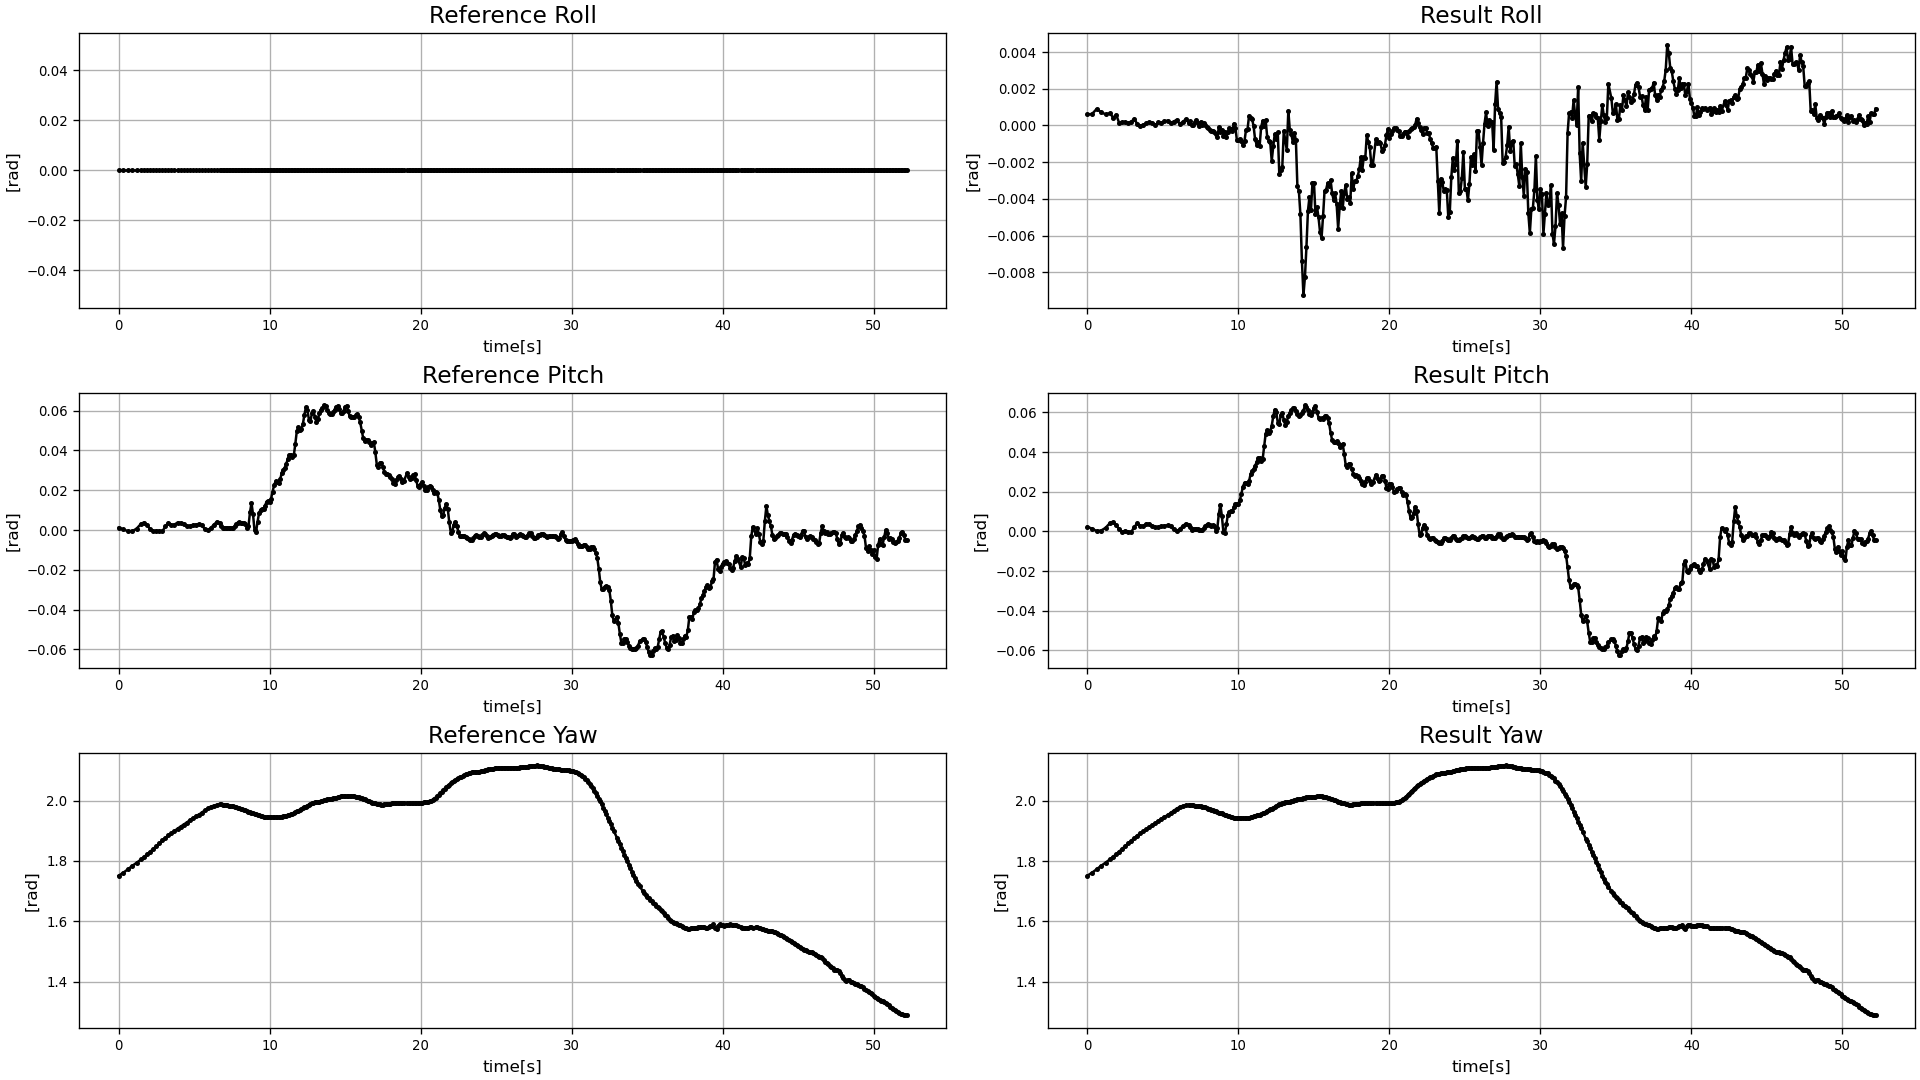 Reference Roll
Result Roll
0.04
0.02
0.00
−0.02
−0.04
[rad]
0 10 20 30 40 50
time[s]
0.004
0.002
0.000
−0.002
−0.004
−0.006
−0.008
[rad]
0 10 20 30 40 50
time[s]
Reference Pitch
Result Pitch
0.06
0.04
0.02
0.00
−0.02
−0.04
−0.06
[rad]
0 10 20 30 40 50
time[s]
0.06
0.04
0.02
0.00
−0.02
−0.04
−0.06
[rad]
0 10 20 30 40 50
time[s]
Reference Yaw
Result Yaw
2.0
1.8
1.6
1.4
[rad]
0 10 20 30 40 50
time[s]
2.0
1.8
1.6
1.4
[rad]
0 10 20 30 40 50
time[s]